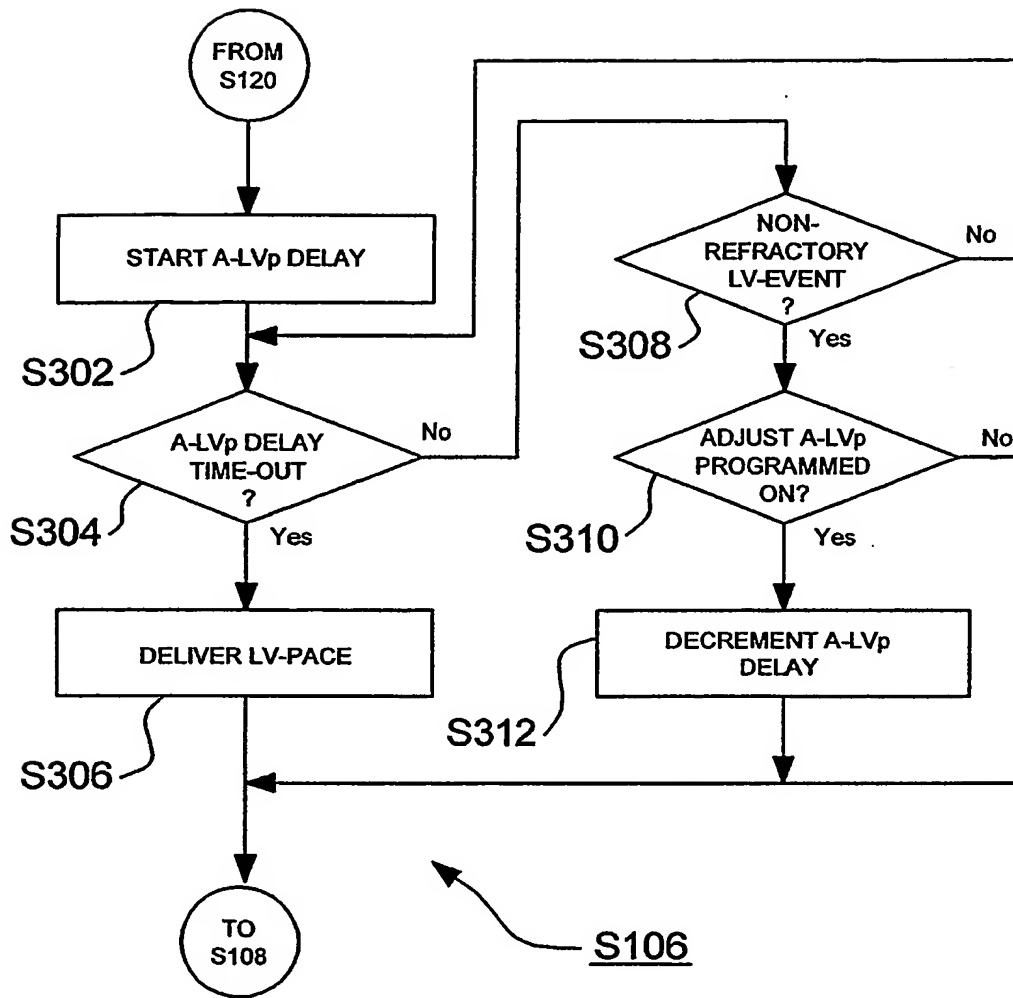 FROM
S120
START A-LVp DELAY
S302
A-LVp DELAY
TIME-OUT
?
No
S304
Yes
DELIVER LV-PACE
S306
TO
S108
NON-
REFRACTORY
LV-EVENT
?
No
S308
Yes
ADJUST A-LVp
PROGRAMMED
ON?
No
S310
Yes
DECREMENT A-LVp
DELAY
S312
S106